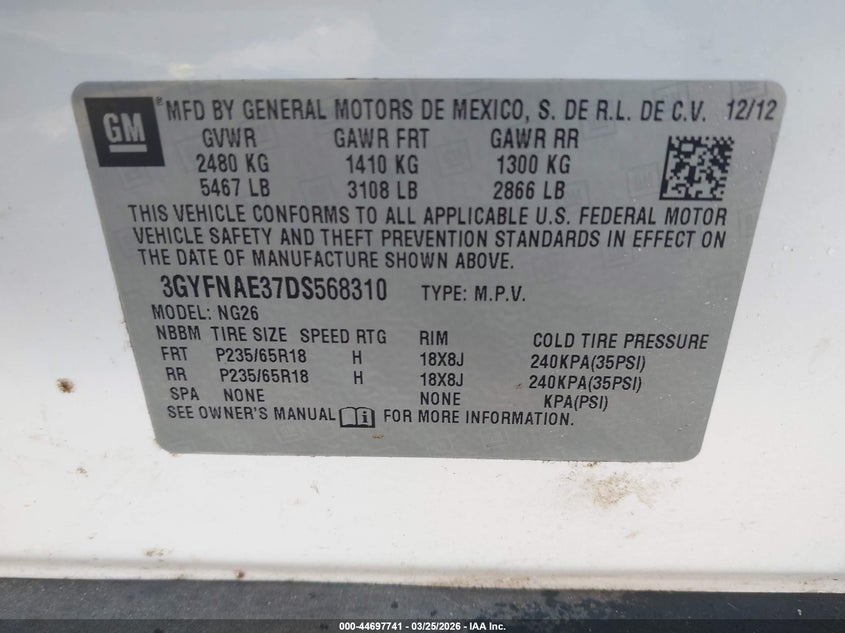 GM ® MFD BY GENERAL MOTORS DE MEXICO, S. DE R.L. DE C.V. 12/12
GVWR GAWR FRT GAWR RR
2480 KG 1410 KG 1300 KG
5467 LB 3108 LB 2866 LB
THIS VEHICLE CONFORMS TO ALL APPLICABLE U.S. FEDERAL MOTOR
VEHICLE SAFETY AND THEFT PREVENTION STANDARDS IN EFFECT ON
THE DATE OF MANUFACTURE SHOWN ABOVE.
3GYFNAE37DS568310 TYPE: M.P.V.
MODEL: NG26
NBBM TIRE SIZE SPEED RTG RIM COLD TIRE PRESSURE
FRT P235/65R18 H 18X8J 240KPA(35PSI)
RR P235/65R18 H 18X8J 240KPA(35PSI)
SPA NONE NONE KPA(PSI)
SEE OWNER'S MANUAL FOR MORE INFORMATION.
000-44697741 - 03/25/2026 - IAA Inc.